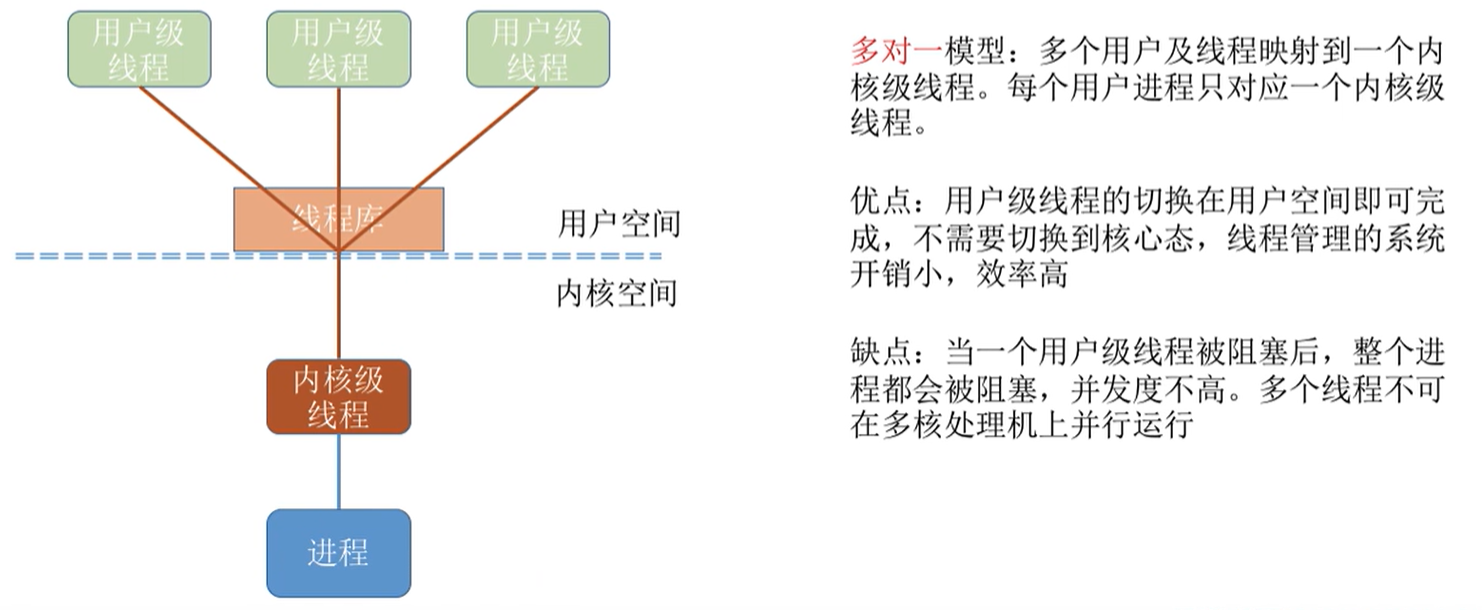 用户级
线程
用户级
线程
用户级
线程
线程库
用户空间
内核空间
内核级
线程
进程
多对一模型：多个用户及线程映射到一个内
核级线程。每个用户进程只对应一个内核级
线程。
优点：用户级线程的切换在用户空间即可完
成，不需要切换到核心态，线程管理的系统
开销小，效率高
缺点：当一个用户级线程被阻塞后，整个进
程都会被阻塞，并发度不高。多个线程不可
在多核处理机上并行运行